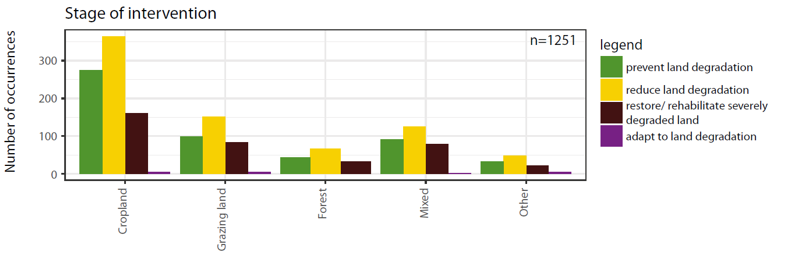 Stage of intervention
n=1251
Number of occurrences
300
200
100
0
Cropland
Grazing land
Forest
Mixed
Other
legend
prevent land degradation
reduce land degradation
restore/ rehabilitate severely
degraded land
adapt to land degradation